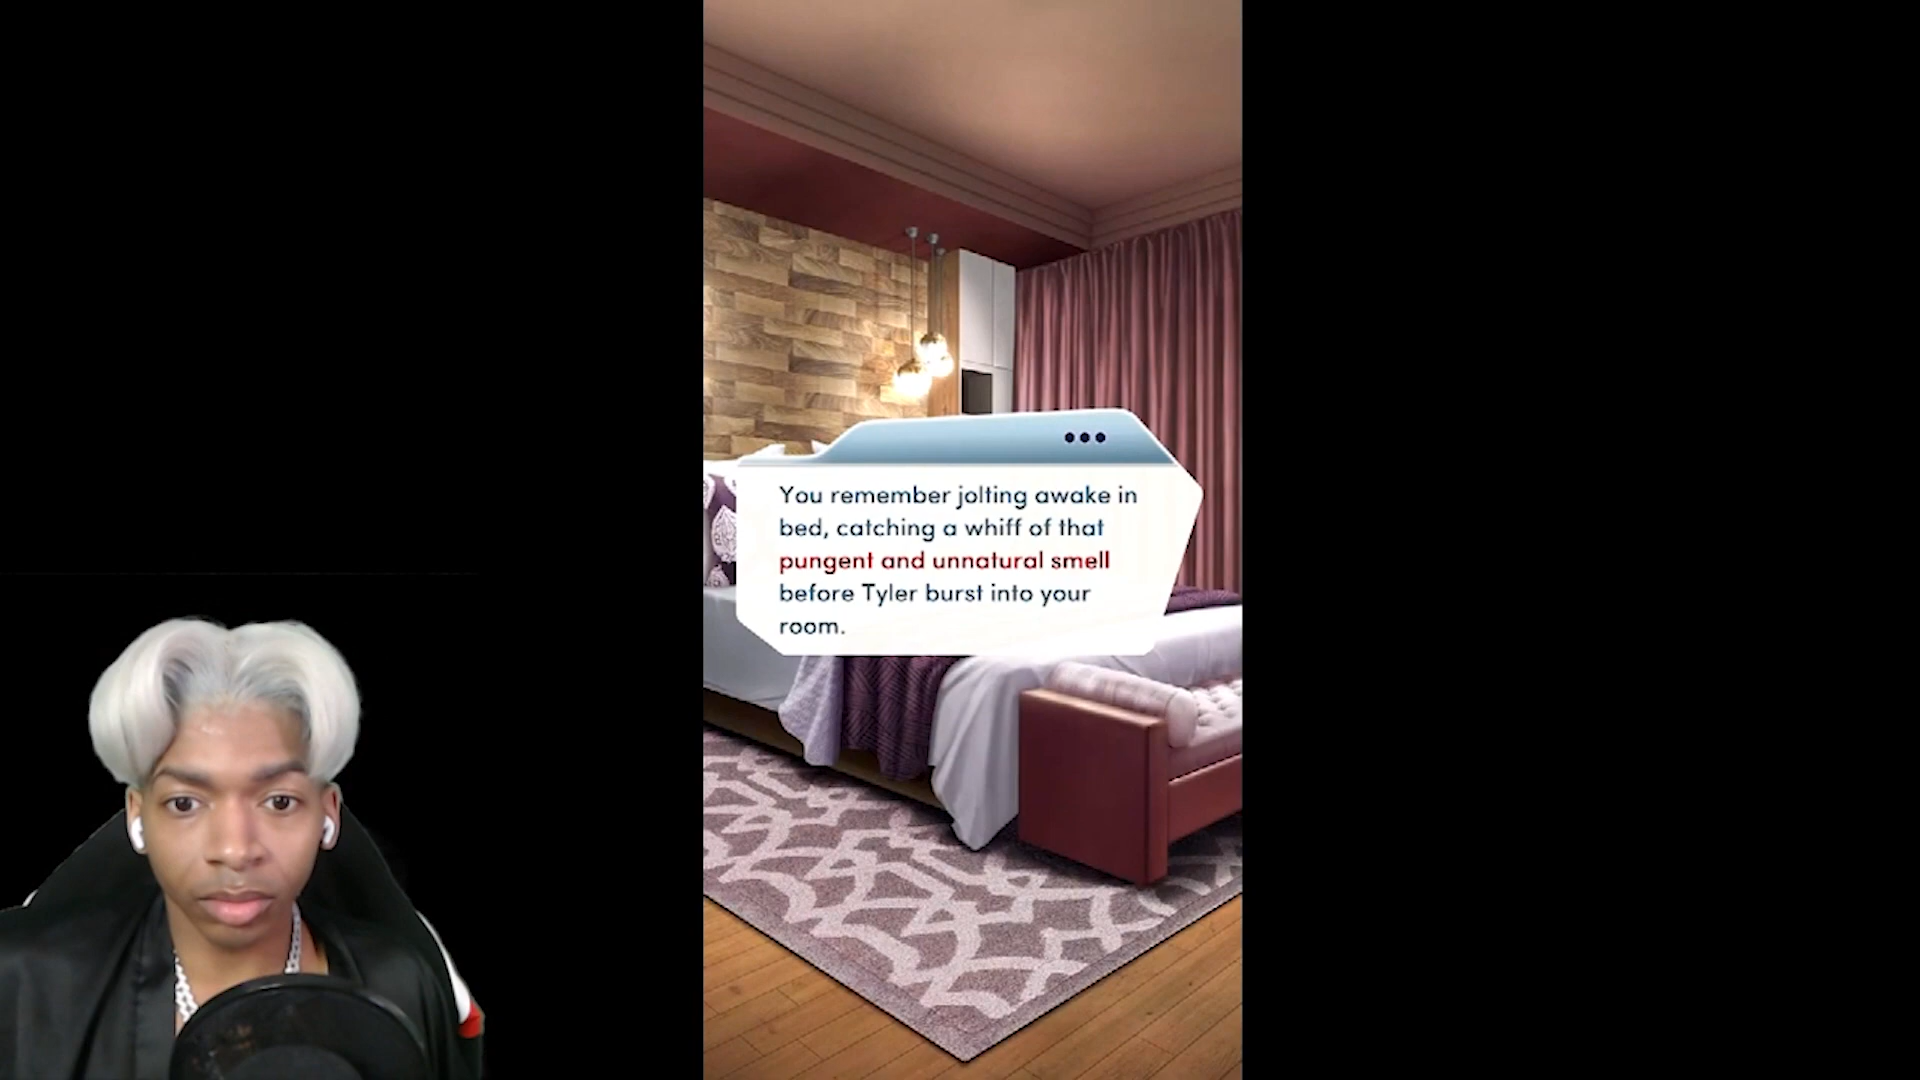 You remember jolting awake in
bed, catching a whiff of that
pungent and unnatural smell
before Tyler burst into your
room.